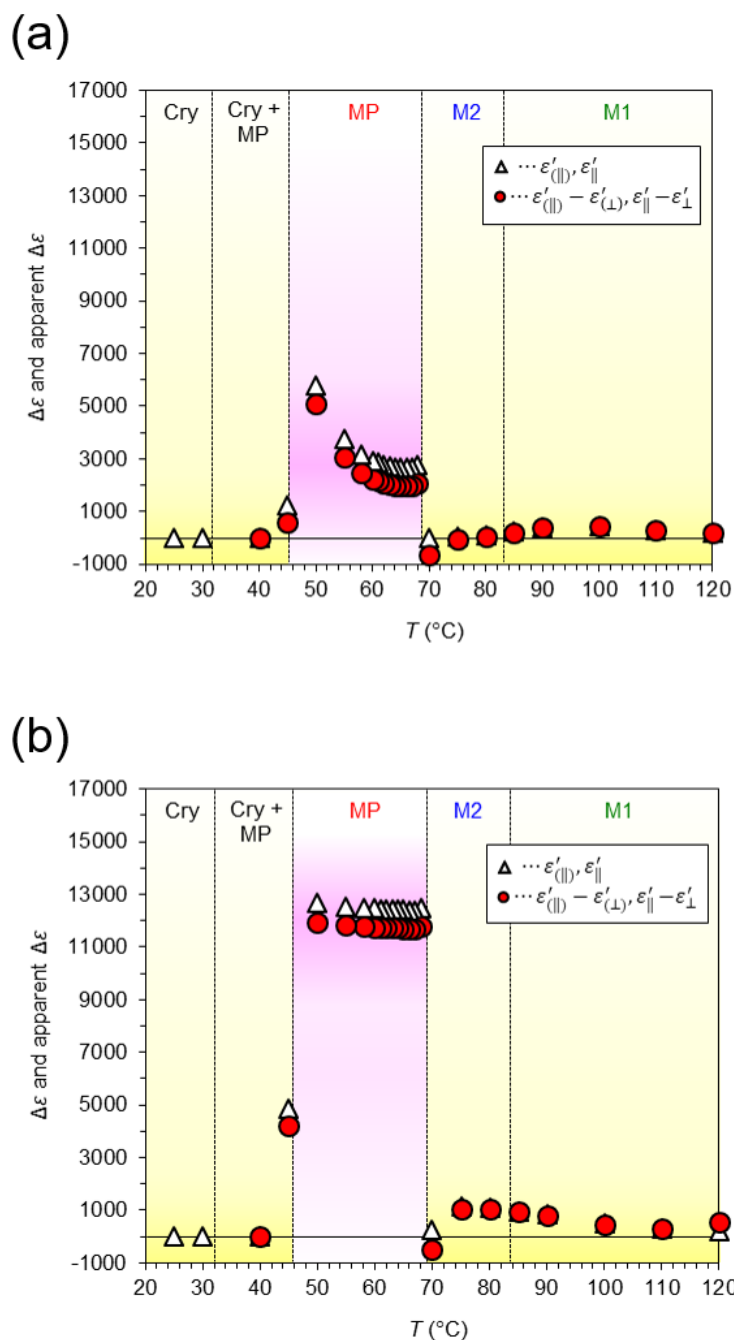 (a)
17000
15000
13000
11000
9000
7000
5000
3000
1000
-1000
Δε and apparent Δε
Cry
Cry +
MP
MP
M2
M1
⋯ε′(∥), ε′∥
⋯ε′(∥) − ε′(⊥), ε′∥ −ε′⊥
20 30 40 50 60 70 80 90 100 110 120
T (°C)
(b)
17000
15000
13000
11000
9000
7000
5000
3000
1000
-1000
Δε and apparent Δε
Cry
Cry +
MP
MP
M2
M1
⋯ε′(∥), ε′∥
⋯ε′(∥) − ε′(⊥), ε′∥ −ε′⊥
20 30 40 50 60 70 80 90 100 110 120
T (°C)